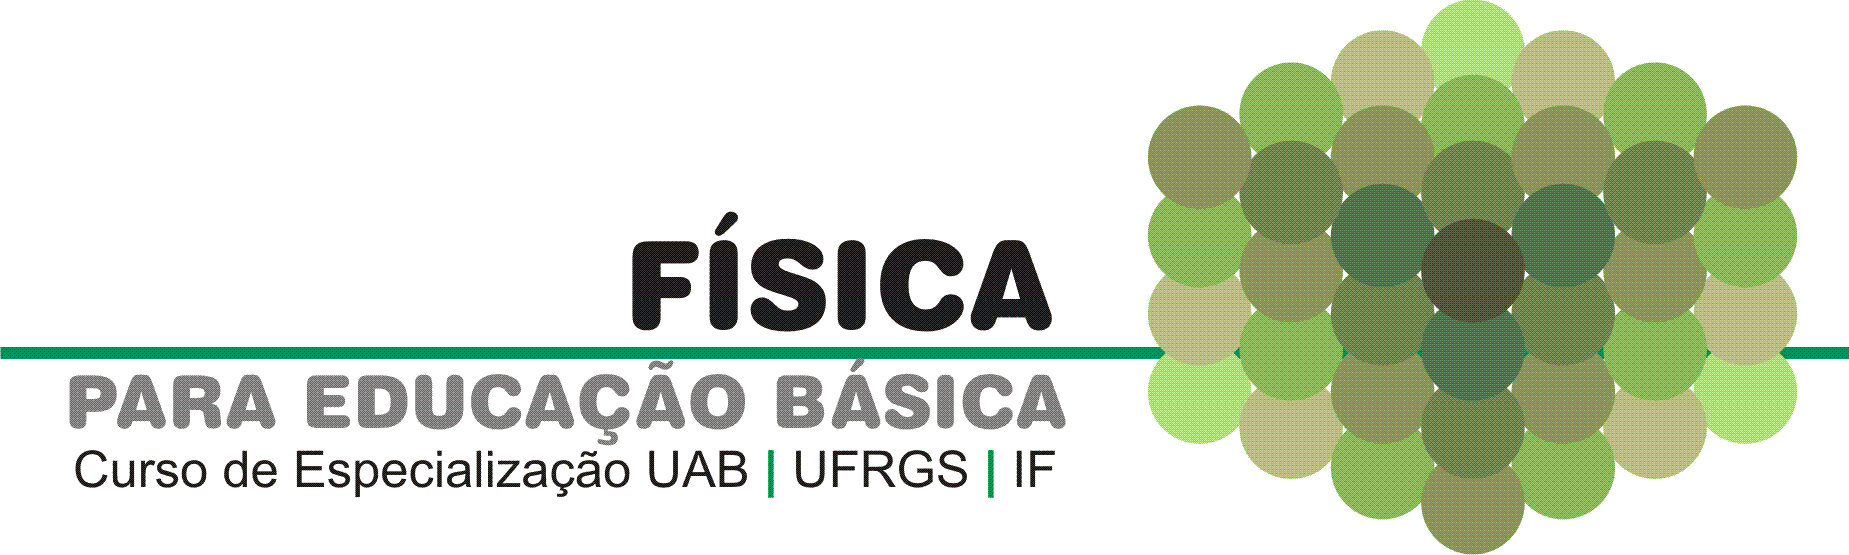 FÍSICA
PARA EDUCAÇÃO BÁSICA
Curso de Especialização UAB | UFRGS | IF